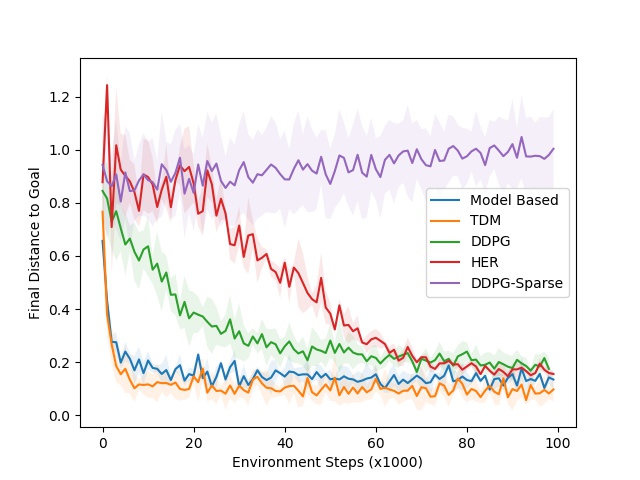 1.2
1.0
0.8
0.6
0.4
0.2
0.0
Final Distance to Goal
Model Based
TDM
DDPG
HER
DDPG-Sparse
0 20 40 60 80 100
Environment Steps (x1000)